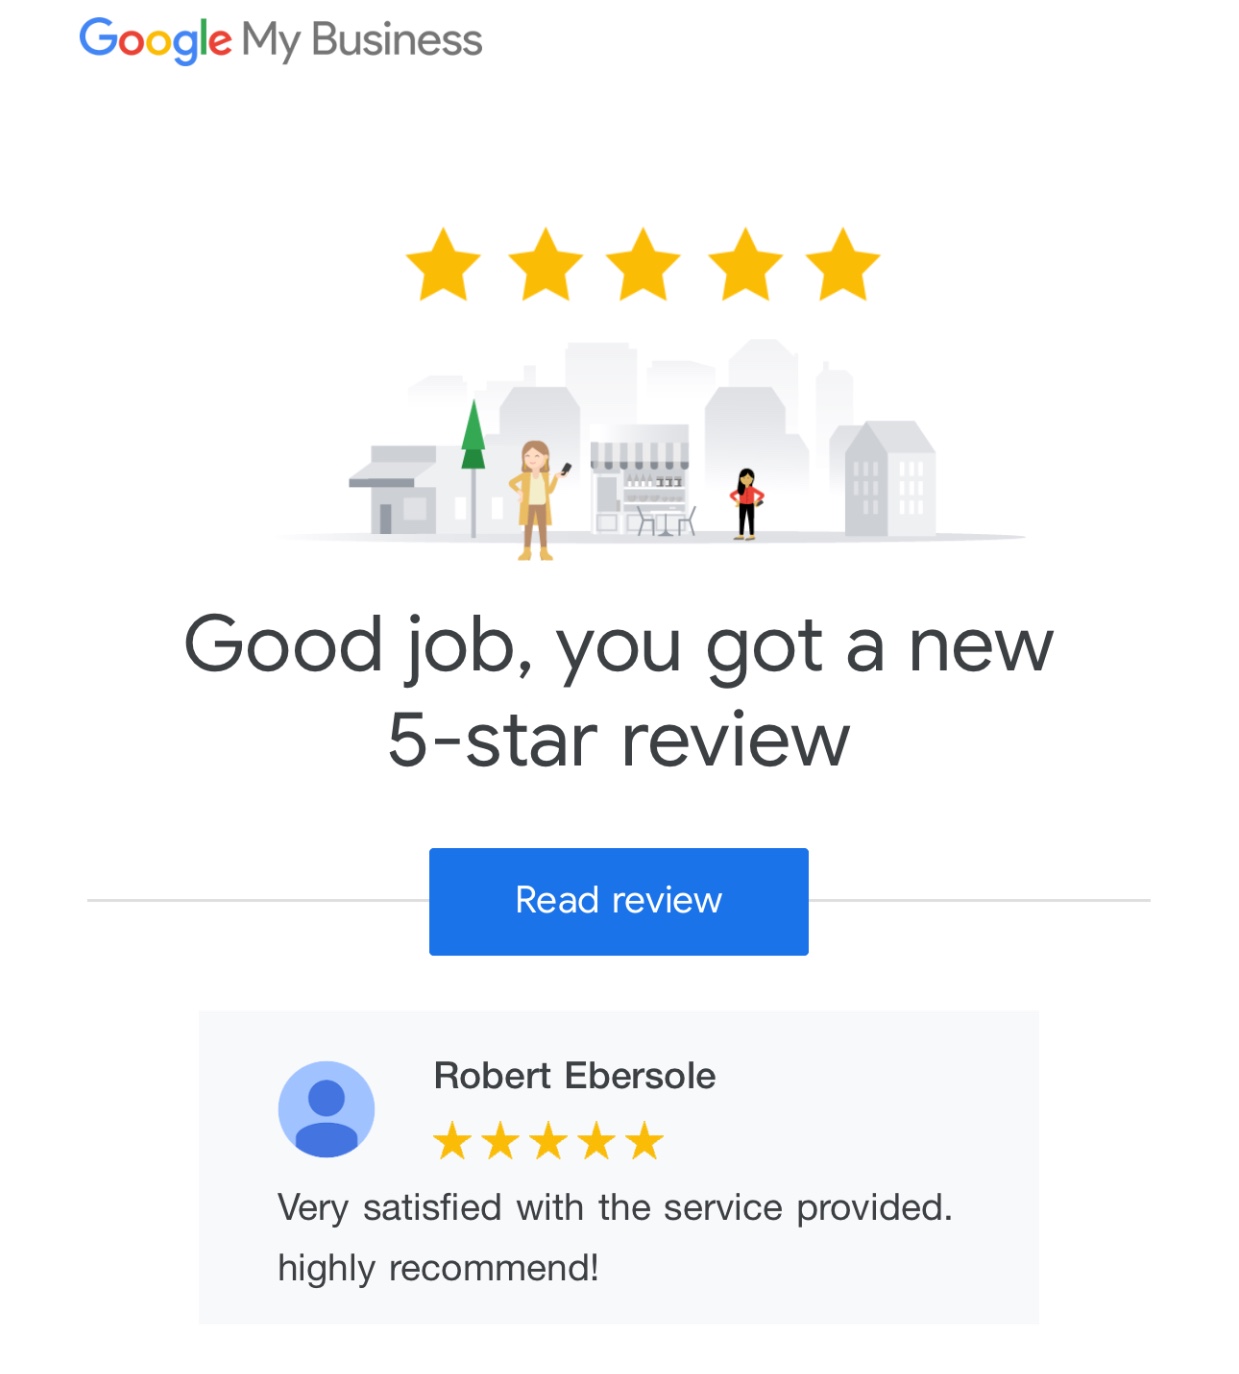 Google My Business
Good job, you got a new
5-star review
Read review
Robert Ebersole
Very satisfied with the service provided.
highly recommend!